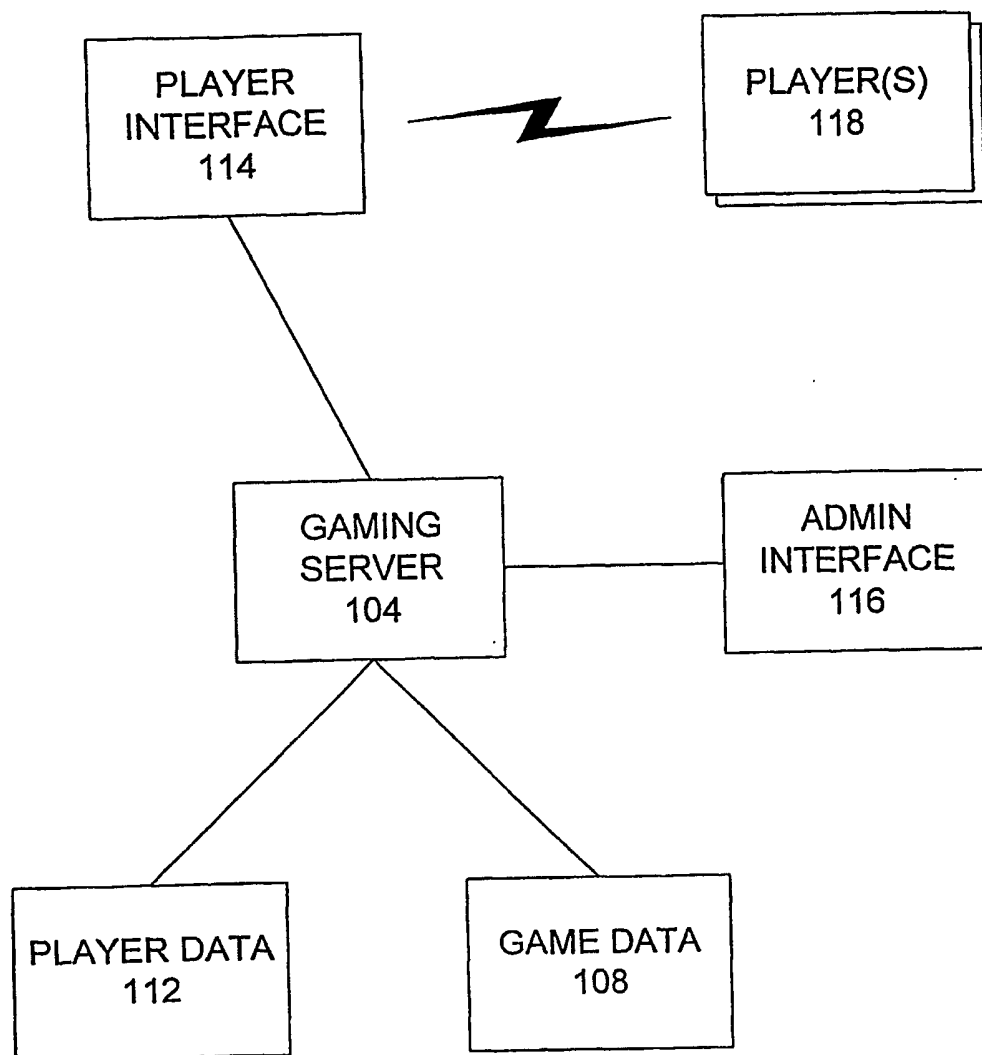 PLAYER
INTERFACE
114
PLAYER(S)
118
GAMING
SERVER
104
ADMIN
INTERFACE
116
PLAYER DATA
112
GAME DATA
108